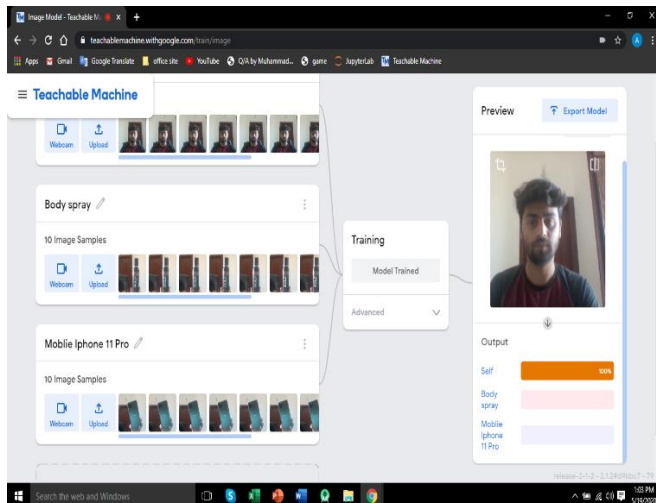 Image Model - Teachable M
teachablemachine.withgoogle.com/train/image
Apps Gmail Google Translate office site YouTube Q/A by Muhammad... game JupyterLab Teachable Machine
Teachable Machine
Webcam Upload
Body spray
10 Image Samples
Webcam Upload
Moblie Iphone 11 Pro
10 Image Samples
Webcam Upload
Training
Model Trained
Advanced
Preview
Export Model
Output
Self 100%
Body
spray
Moblie
Iphone
11 Pro
Search the web and Windows
1:03 PM